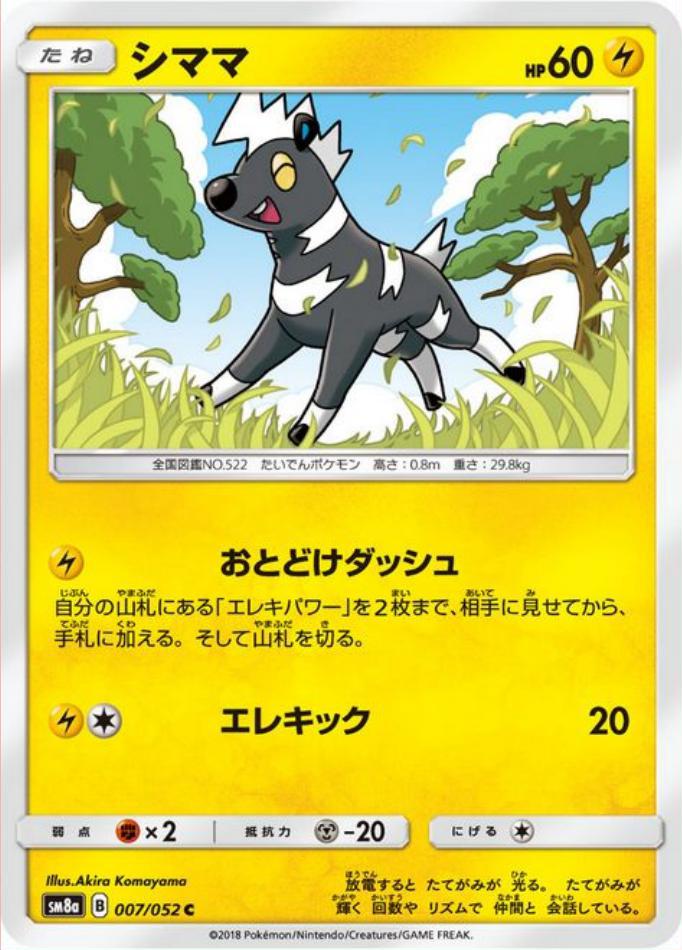 たね シママ HP60
全国図鑑NO.522 たいでんポケモン 高さ:0.8m 重さ:29.8kg
おとどけダッシュ
自分の山札にある「エレキパワー」を2枚まで、相手に見せてから、
手札に加える。そして山札を切る。
エレキック 20
弱点 ×2 抵抗力 -20 にげる
Illus.Akira Komayama
SM8a B 007/052 C
放電すると たてがみが 光る。 たてがみが
輝く 回数や リズムで 仲間と 会話している。
©2018 Pokémon/Nintendo/Creatures/GAME FREAK.